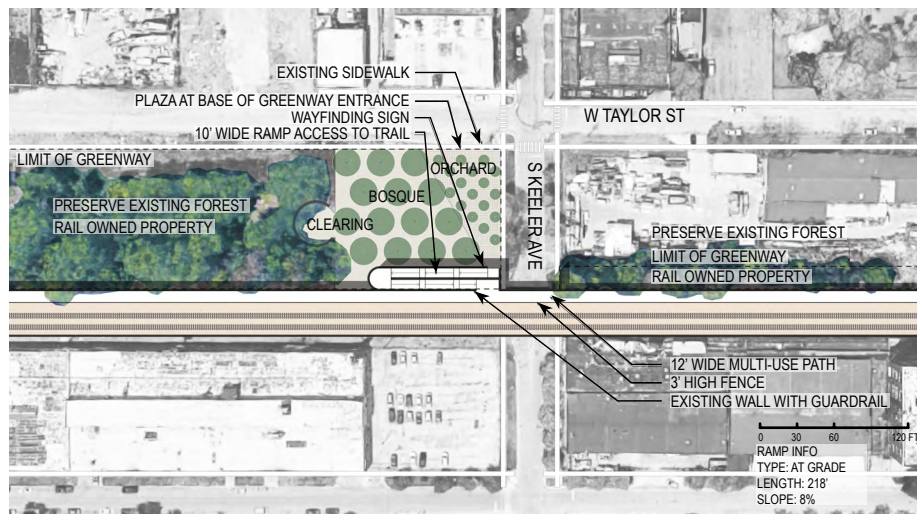 EXISTING SIDEWALK
PLAZA AT BASE OF GREENWAY ENTRANCE
WAYFINDING SIGN
10' WIDE RAMP ACCESS TO TRAIL
W TAYLOR ST
LIMIT OF GREENWAY
ORCHARD
BOSQUE
S KEELER AVE
PRESERVE EXISTING FOREST
RAIL OWNED PROPERTY
CLEARING
PRESERVE EXISTING FOREST
LIMIT OF GREENWAY
RAIL OWNED PROPERTY
12' WIDE MULTI-USE PATH
3' HIGH FENCE
EXISTING WALL WITH GUARDRAIL
0 30 60 120 FT
RAMP INFO
TYPE: AT GRADE
LENGTH: 218'
SLOPE: 8%